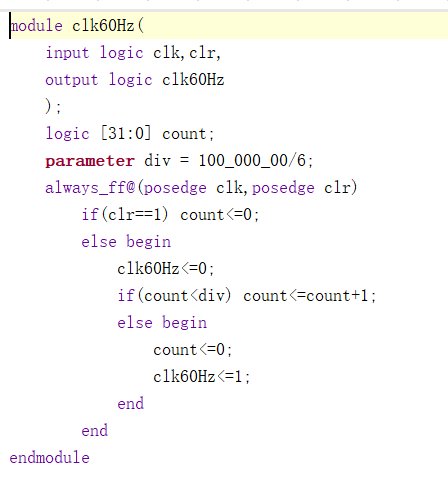 module clk60Hz(
input logic clk,clr,
output logic clk60Hz
);
logic [31:0] count;
parameter div = 100_000_00/6;
always_ff@(posedge clk,posedge clr)
if(clr==1) count<=0;
else begin
clk60Hz<=0;
if(count<div) count<=count+1;
else begin
count<=0;
clk60Hz<=1;
end
end
endmodule